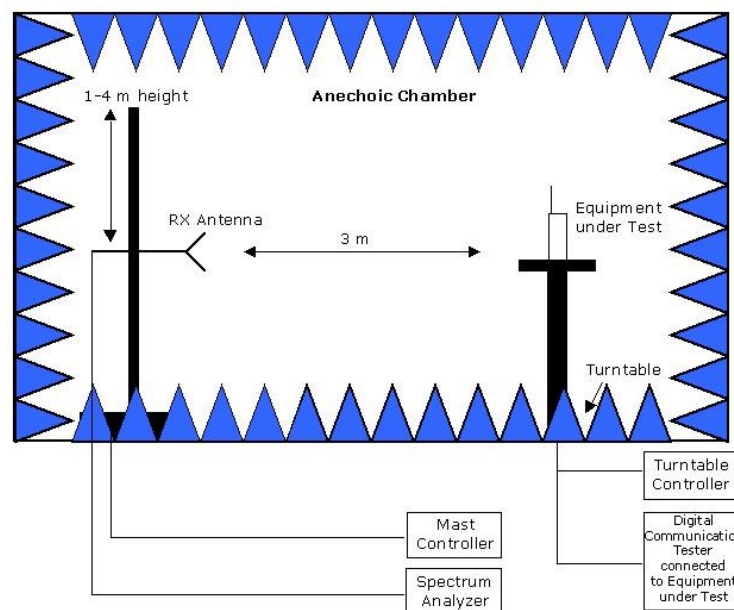 Anechoic Chamber
1-4 m height
RX Antenna
3 m
Equipment
under Test
Turntable
Turntable
Controller
Mast
Controller
Spectrum
Analyzer
Digital
Communicatio
Tester
connected
to Equipment
under Test